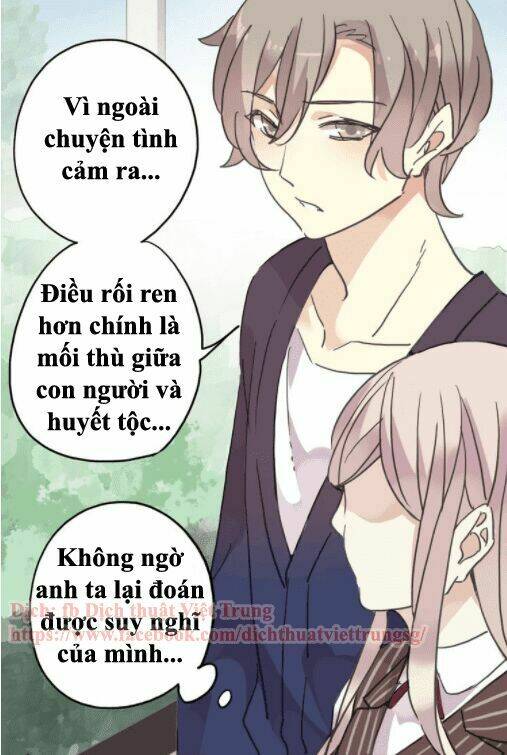 Vì ngoài
chuyện tình
cảm ra...
Điều rối ren
hơn chính là
mối thù giữa
con người và
huyết tộc...
Không ngờ
anh ta lại đoán
được suy nghĩ
của mình...
Dịch: fb Dịch thuật Việt Trung
https://www.facebook.com/dichthuatviettrungsg/